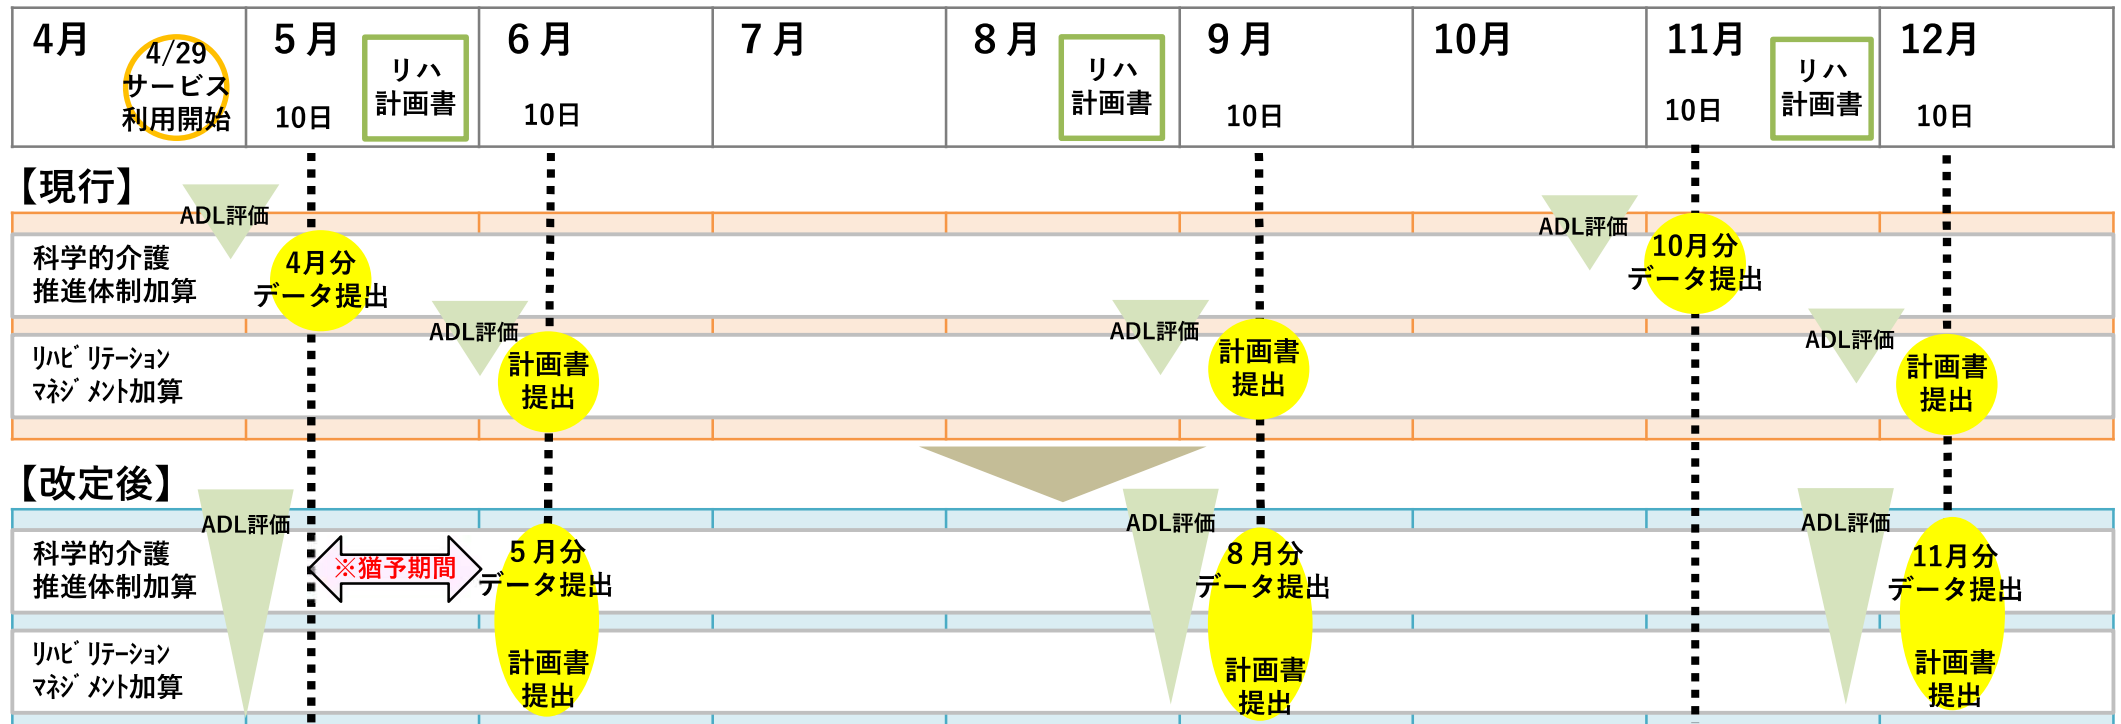 4月
4/29
サービス
利用開始
5月
10日
リハ
計画書
6月
10日
7月
8月
リハ
計画書
9月
10日
10月
11月
10日
リハ
計画書
12月
10日
【現行】
ADL評価
ADL評価
科学的介護
推進体制加算
4月分
データ提出
10月分
データ提出
ADL評価
ADL評価
ADL評価
リハビリテーション
マネジメント加算
計画書
提出
計画書
提出
計画書
提出
【改定後】
ADL評価
ADL評価
ADL評価
科学的介護
推進体制加算
※猶予期間
5月分
データ提出
8月分
データ提出
11月分
データ提出
リハビリテーション
マネジメント加算
計画書
提出
計画書
提出
計画書
提出